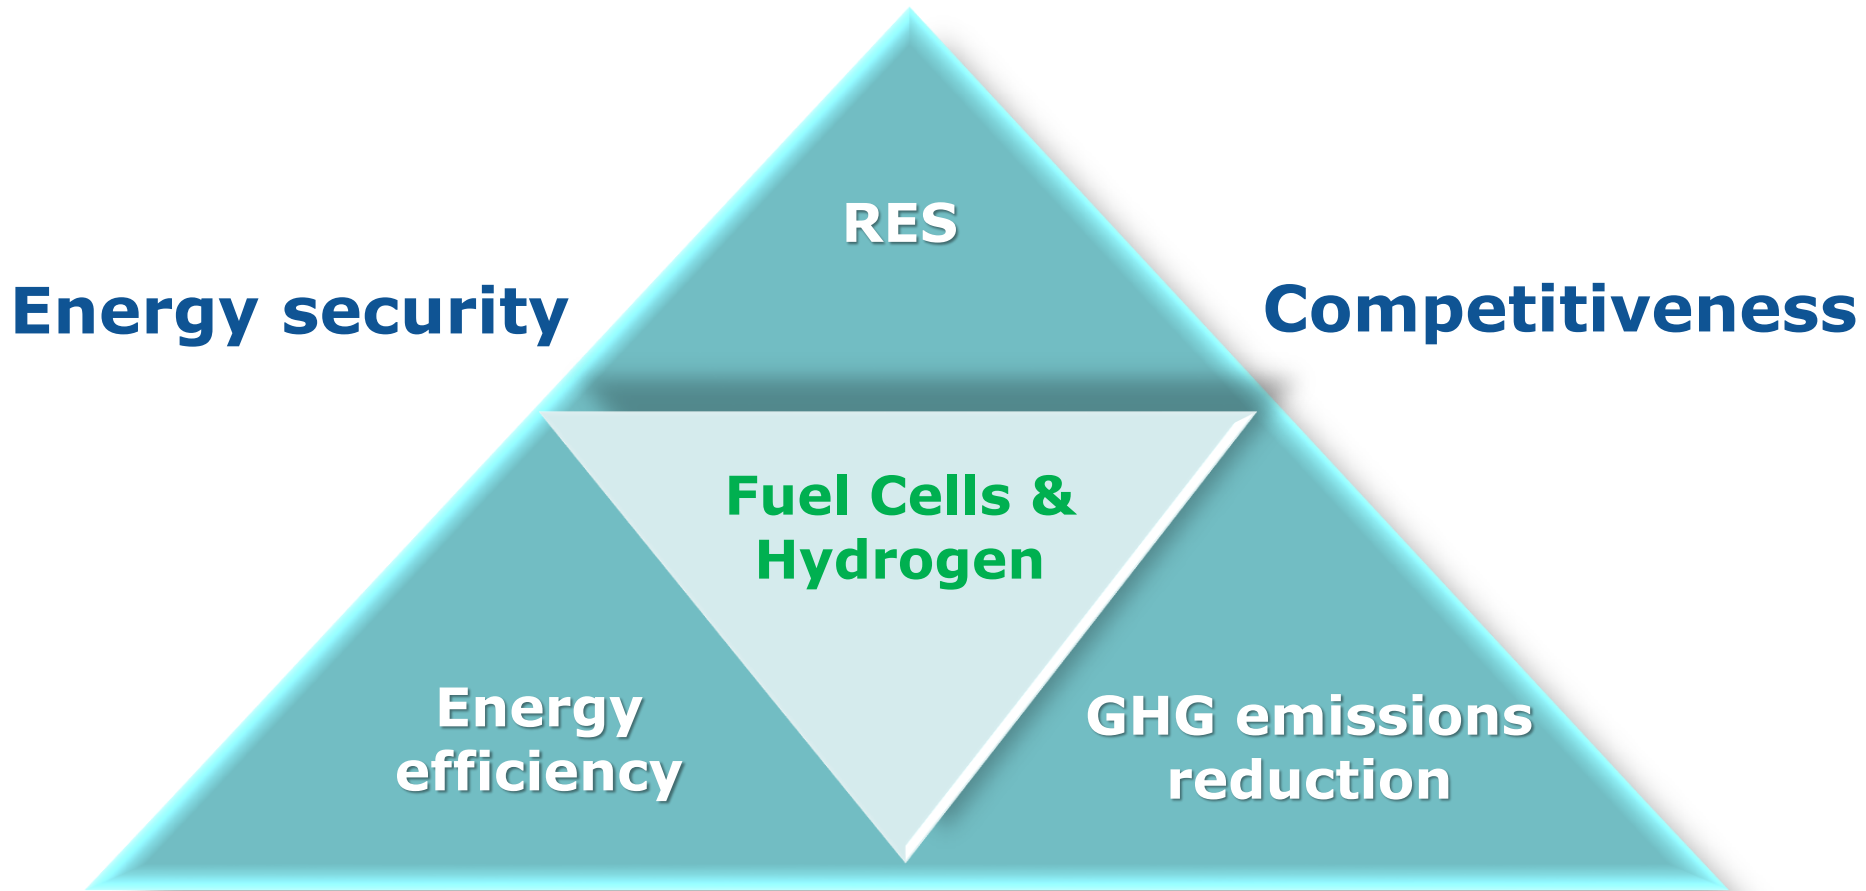 RES
Energy security
Competitiveness
Fuel Cells &
Hydrogen
Energy
efficiency
GHG emissions
reduction